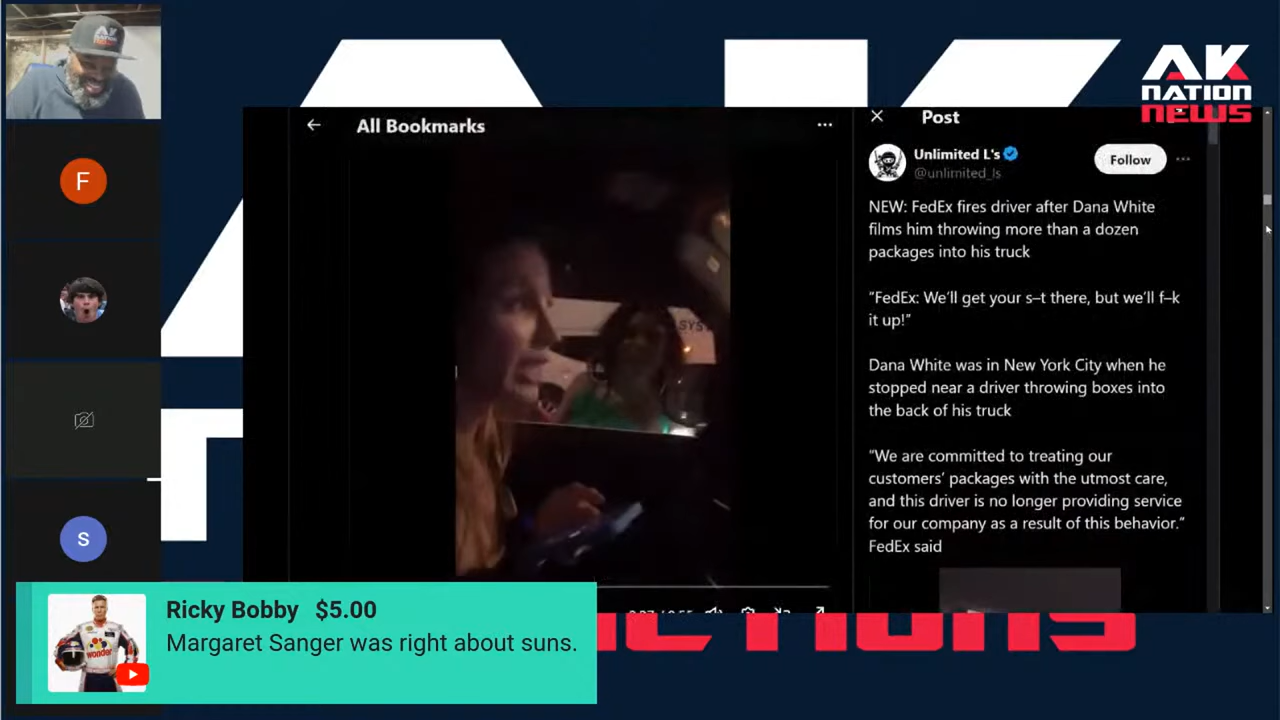 AK
NATION
NEWS
All Bookmarks
Post
Unlimited L's
@unlimited_ls
Follow
NEW: FedEx fires driver after Dana White
films him throwing more than a dozen
packages into his truck
"FedEx: We'll get your s–t there, but we'll f–k
it up!"
Dana White was in New York City when he
stopped near a driver throwing boxes into
the back of his truck
"We are committed to treating our
customers' packages with the utmost care,
and this driver is no longer providing service
for our company as a result of this behavior."
FedEx said
F
S
SYS
Ricky Bobby $5.00
Margaret Sanger was right about suns.
wonder